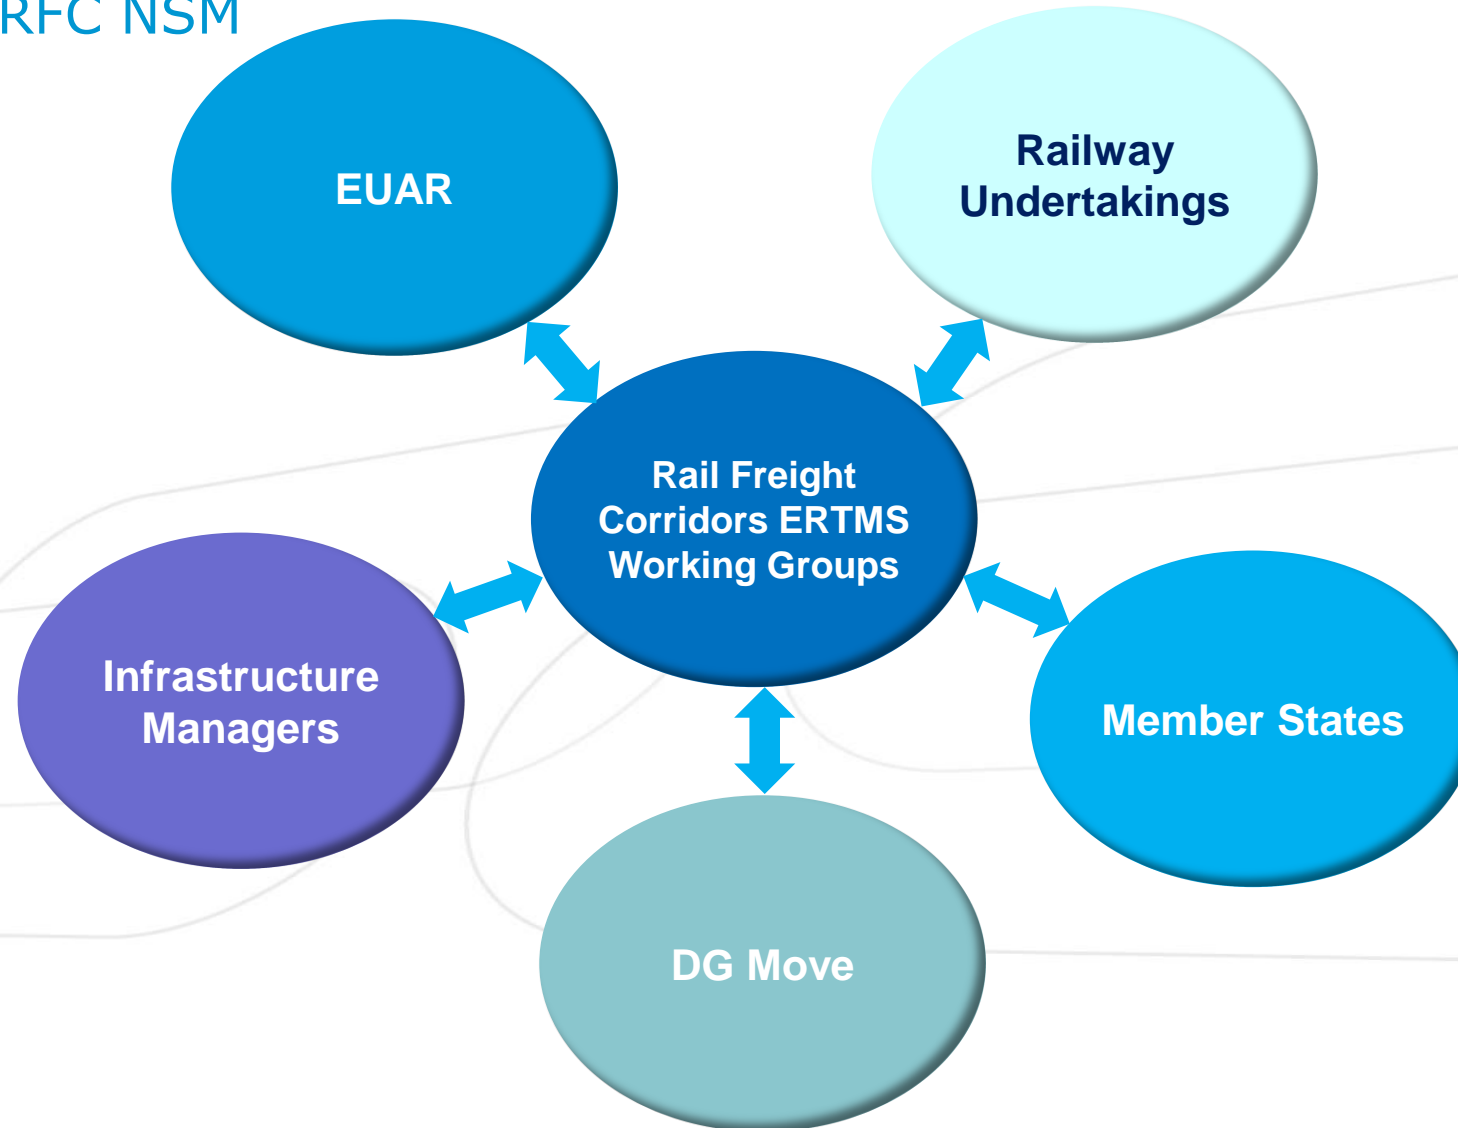 RFC NSM
EUAR
Railway
Undertakings
Rail Freight
Corridors ERTMS
Working Groups
Infrastructure
Managers
Member States
DG Move